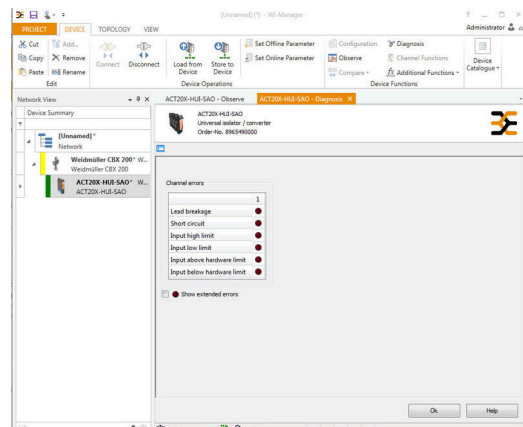 [Unnamed] (*) - WI-Manager
PROJECT DEVICE TOPOLOGY VIEW
Administrator
Cut Add...
Copy Remove
Paste Rename
Edit
Connect Disconnect
Load from Device
Store to Device
Set Offline Parameter
Set Online Parameter
Device Operations
Configuration Diagnosis
Observe Channel Functions
Compare Additional Functions
Device Functions
Device Catalogue
Network View
Device Summary
[Unnamed]*
Network
Weidmüller CBX 200* W...
Weidmüller CBX 200
ACT20X-HUI-SAO* W...
ACT20X-HUI-SAO
ACT20X-HUI-SAO - Observe ACT20X-HUI-SAO - Diagnosis
ACT20X-HUI-SAO
Universal isolator / converter
Order-No. 8965490000
Channel errors
1
Lead breakage
Short circuit
Input high limit
Input low limit
Input above hardware limit
Input below hardware limit
Show extended errors
Ok Help